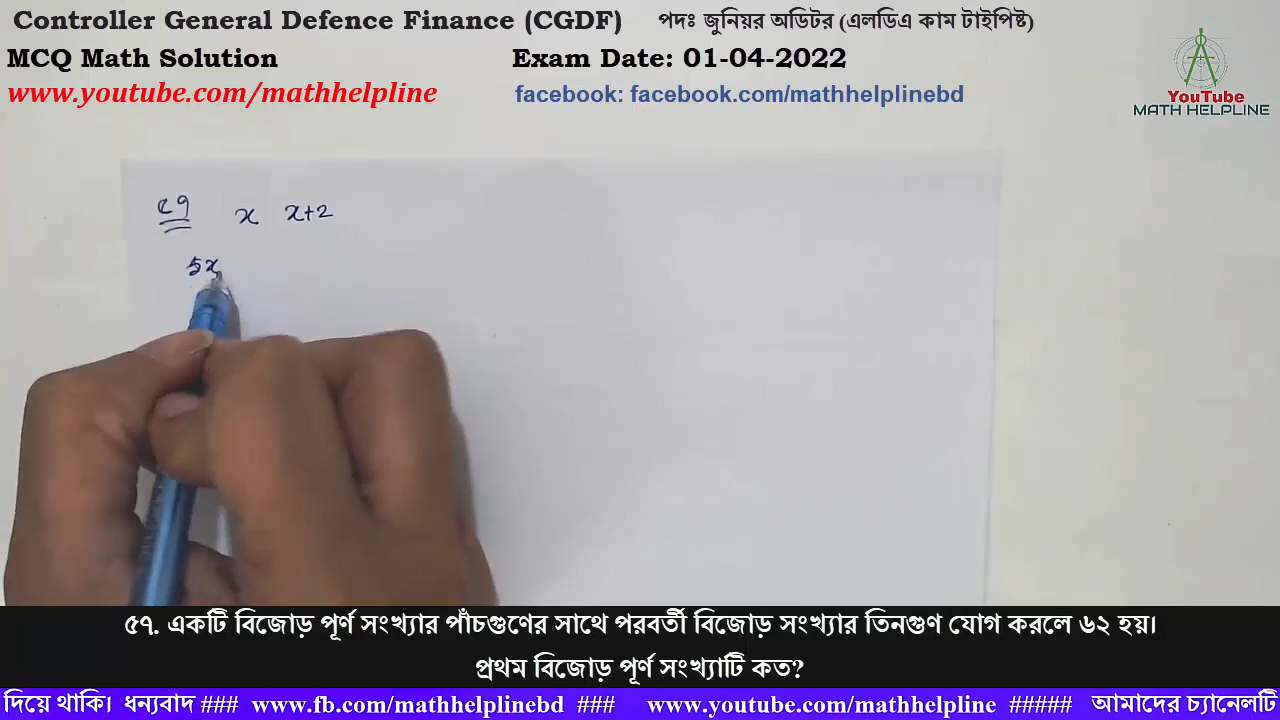 Controller General Defence Finance (CGDF) পদঃ জুনিয়র অডিটর (এলডিএ কাম টাইপিষ্ট)
MCQ Math Solution Exam Date: 01-04-2022
www.youtube.com/mathhelpline facebook: facebook.com/mathhelplinebd
YouTube
MATH HELPLINE
৫৭ x x+2
5x
৫৭. একটি বিজোড় পূর্ণ সংখ্যার পাঁচগুণের সাথে পরবর্তী বিজোড় সংখ্যার তিনগুণ যোগ করলে ৬২ হয়।
প্রথম বিজোড় পূর্ণ সংখ্যাটি কত?
দিয়ে থাকি। ধন্যবাদ ### www.fb.com/mathhelplinebd ### www.youtube.com/mathhelpline ##### আমাদের চ্যানেলটি